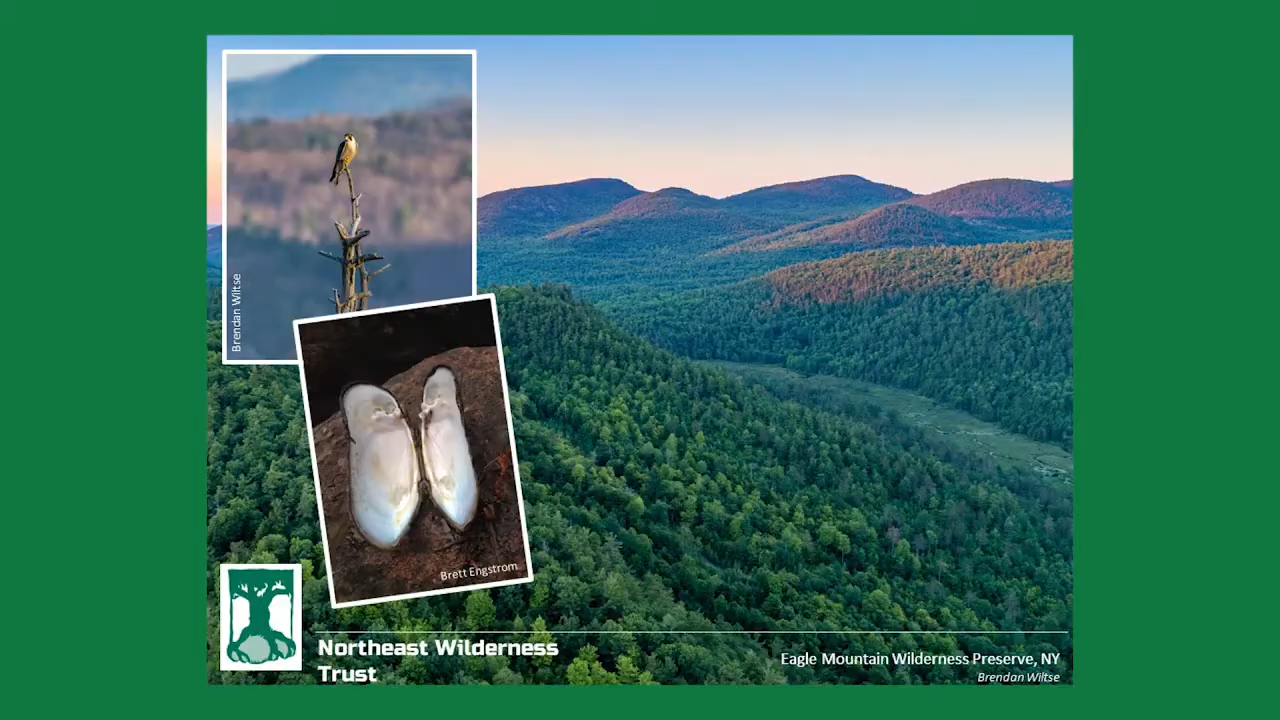 Brendan Wiltse
Brett Engstrom
Northeast Wilderness
Trust
Eagle Mountain Wilderness Preserve, NY
Brendan Wiltse